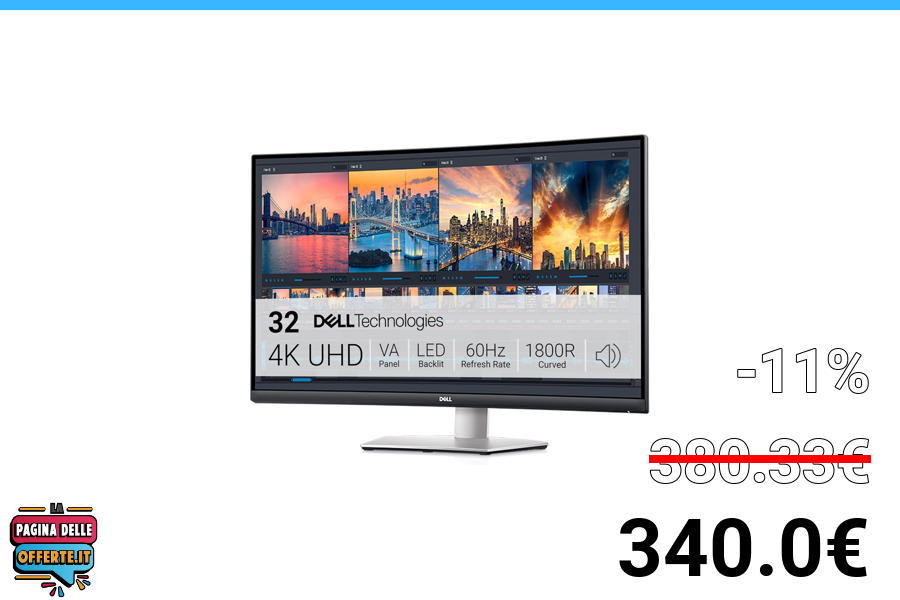 32 DELLTechnologies
4K UHD
VA
Panel
LED
Backlit
60Hz
Refresh Rate
1800R
Curved
DELL
-11%
380.33€
340.0€
LA
PAGINA DELLE
OFFERTE.IT